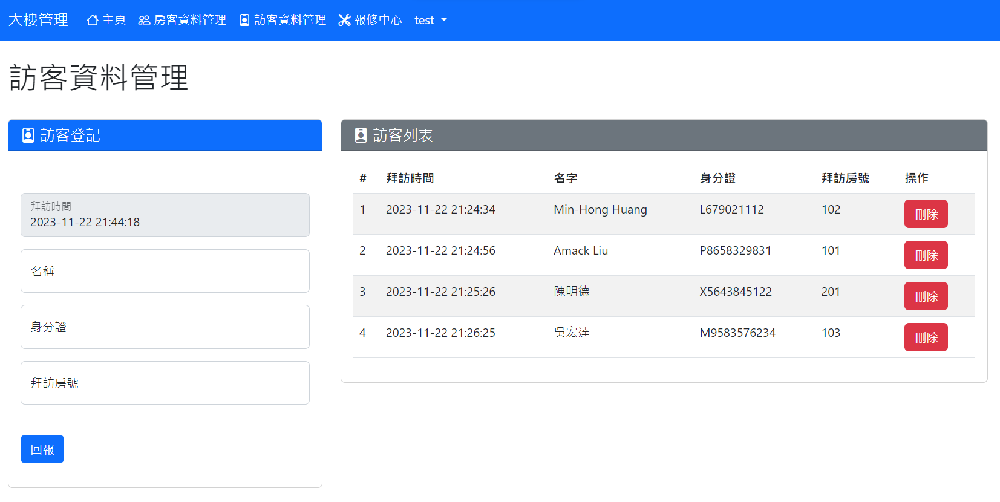 大樓管理 主頁 房客資料管理 訪客資料管理 報修中心 test
訪客資料管理
訪客登記
拜訪時間
2023-11-22 21:44:18
名稱
身分證
拜訪房號
回報
訪客列表
# 拜訪時間 名字 身分證 拜訪房號 操作
1 2023-11-22 21:24:34 Min-Hong Huang L679021112 102 刪除
2 2023-11-22 21:24:56 Amack Liu P8658329831 101 刪除
3 2023-11-22 21:25:26 陳明德 X5643845122 201 刪除
4 2023-11-22 21:26:25 吳宏達 M9583576234 103 刪除